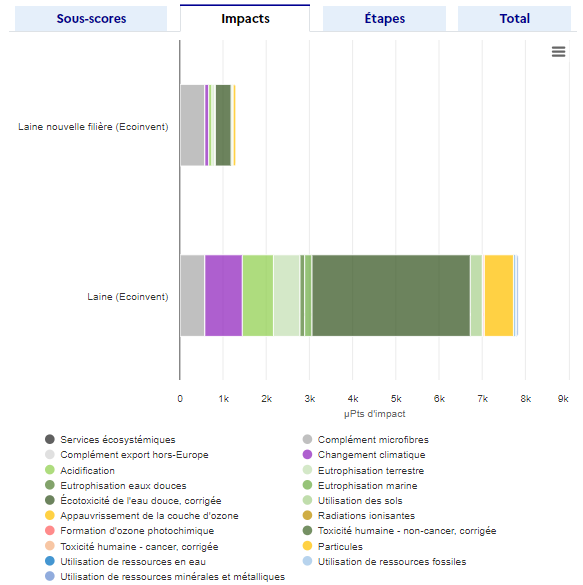 Sous-scores
Impacts
Étapes
Total
Laine nouvelle filière (Ecoinvent)
Laine (Ecoinvent)
0 1k 2k 3k 4k 5k 6k 7k 8k 9k
µPts d'impact
Services écosystémiques
Complément microfibres
Complément export hors-Europe
Changement climatique
Acidification
Eutrophisation terrestre
Eutrophisation eaux douces
Eutrophisation marine
Écotoxicité de l'eau douce, corrigée
Utilisation des sols
Appauvrissement de la couche d'ozone
Radiations ionisantes
Formation d'ozone photochimique
Toxicité humaine - non-cancer, corrigée
Toxicité humaine - cancer, corrigée
Particules
Utilisation de ressources en eau
Utilisation de ressources fossiles
Utilisation de ressources minérales et métalliques